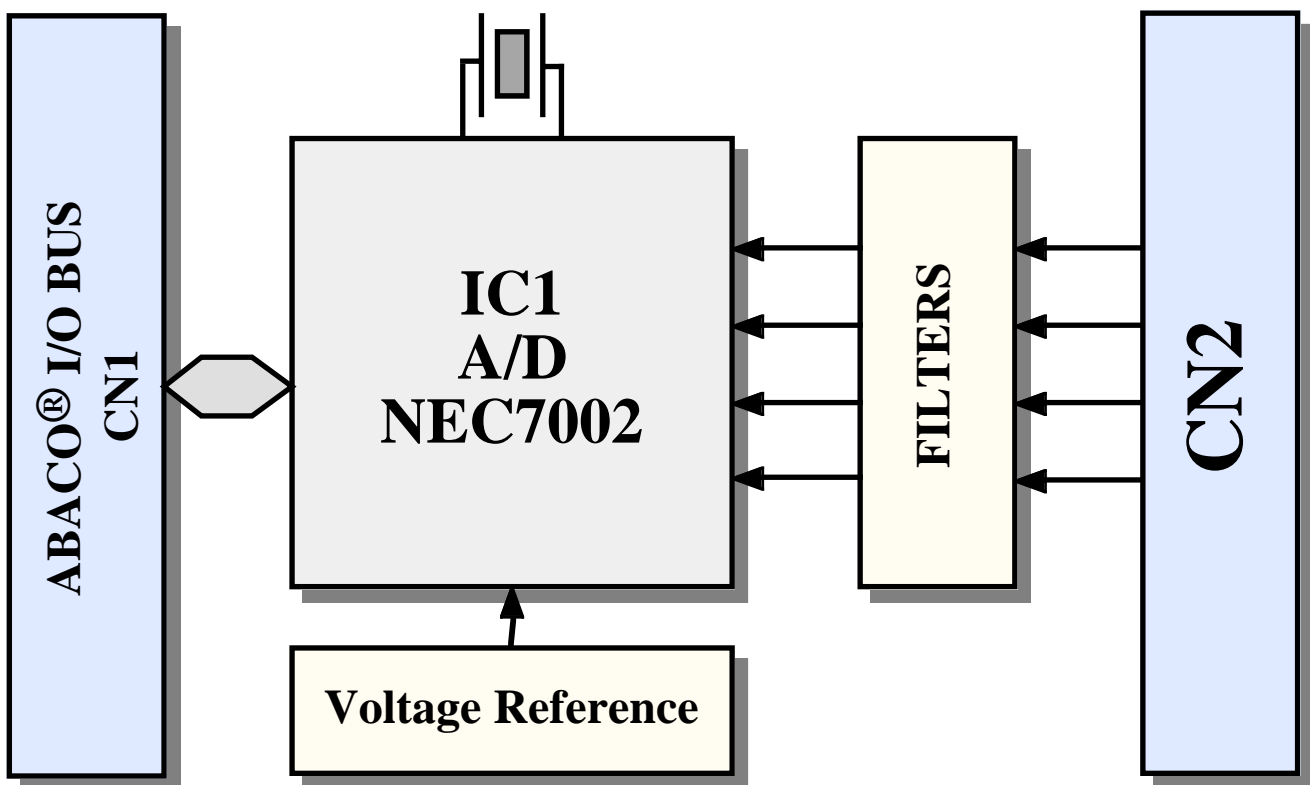 ABACO® I/O BUS
CN1
IC1
A/D
NEC7002
FILTERS
CN2
Voltage Reference